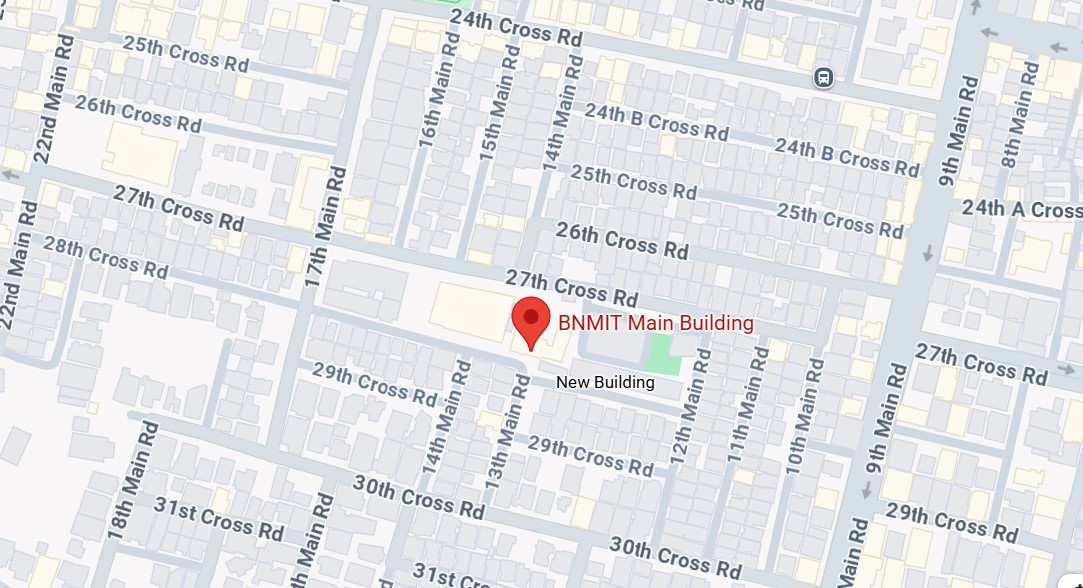 24th Cross Rd
25th Cross Rd
22nd Main Rd
26th Cross Rd
16th Main Rd
15th Main Rd
14th Main Rd
24th B Cross Rd
24th B Cross Rd
9th Main Rd
8th Main Rd
25th Cross Rd
25th Cross Rd
24th A Cross
27th Cross Rd
17th Main Rd
26th Cross Rd
22nd Main Rd
28th Cross Rd
27th Cross Rd
BNMIT Main Building
27th Cross Rd
New Building
29th Cross Rd
14th Main Rd
13th Main Rd
12th Main Rd
11th Main Rd
10th Main Rd
9th Main Rd
29th Cross Rd
18th Main Rd
30th Cross Rd
31st Cross Rd
Main Rd
29th Cross Rd
30th Cross Rd
Main Rd
31st Cr